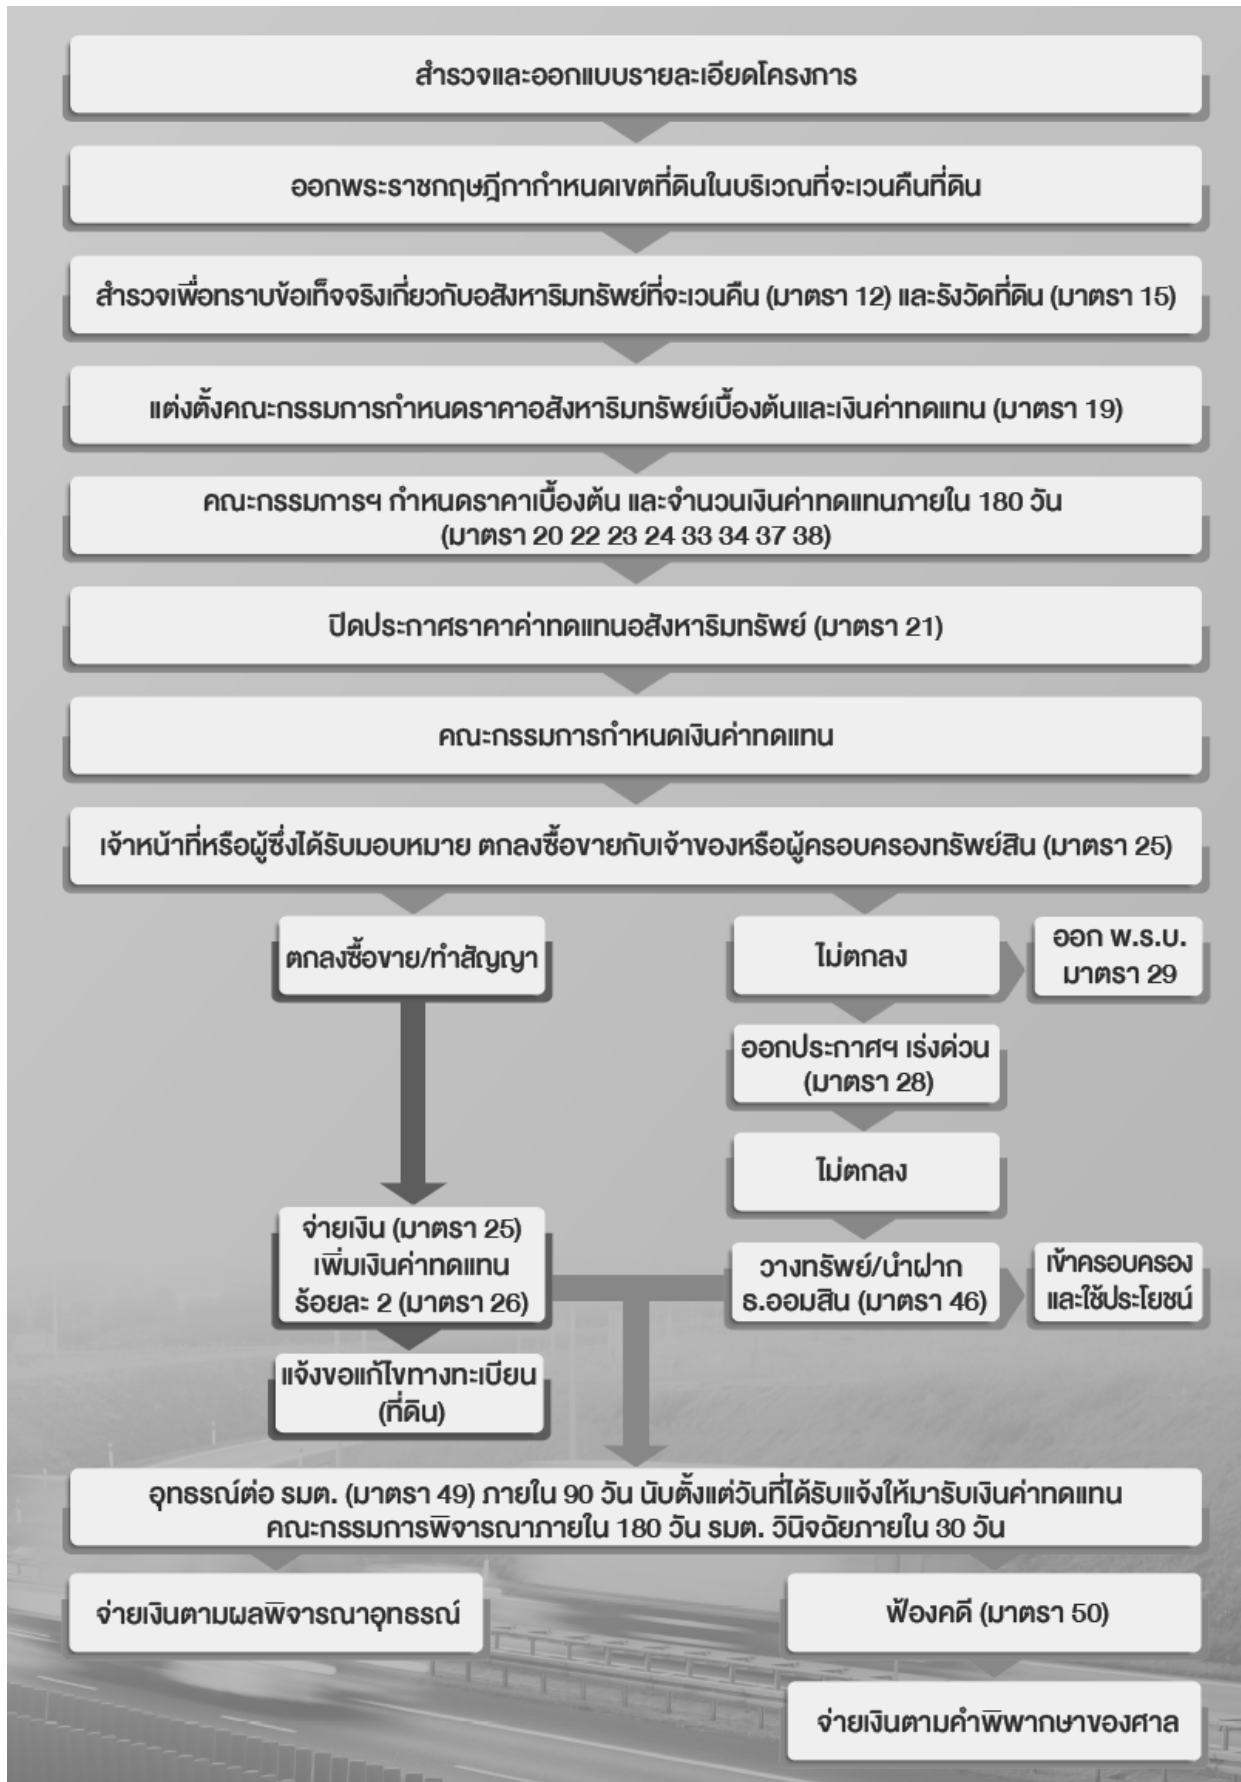 สำรวจและออกแบบรายละเอียดโครงการ
ออกพระราชกฤษฎีกากำหนดเขตที่ดินในบริเวณที่จะเวนคืนที่ดิน
สำรวจเพื่อทราบข้อเท็จจริงเกี่ยวกับอสังหาริมทรัพย์ที่จะเวนคืน (มาตรา 12) และรังวัดที่ดิน (มาตรา 15)
แต่งตั้งคณะกรรมการกำหนดราคาอสังหาริมทรัพย์เบื้องต้นและเงินค่าทดแทน (มาตรา 19)
คณะกรรมการฯ กำหนดราคาเบื้องต้น และจำนวนเงินค่าทดแทนภายใน 180 วัน
(มาตรา 20 22 23 24 33 34 37 38)
ปิดประกาศราคาค่าทดแทนอสังหาริมทรัพย์ (มาตรา 21)
คณะกรรมการกำหนดเงินค่าทดแทน
เจ้าหน้าที่หรือผู้ซึ่งได้รับมอบหมาย ตกลงซื้อขายกับเจ้าของหรือผู้ครอบครองทรัพย์สิน (มาตรา 25)
ตกลงซื้อขาย/ทำสัญญา
ไม่ตกลง
ออก พ.ร.บ.
มาตรา 29
ออกประกาศฯ เร่งด่วน
(มาตรา 28)
ไม่ตกลง
จ่ายเงิน (มาตรา 25)
เพิ่มเงินค่าทดแทน
ร้อยละ 2 (มาตรา 26)
วางทรัพย์/นำฝาก
ธ.ออมสิน (มาตรา 46)
เข้าครอบครอง
และใช้ประโยชน์
แจ้งขอแก้ไขทางทะเบียน
(ที่ดิน)
อุทธรณ์ต่อ รมต. (มาตรา 49) ภายใน 90 วัน นับตั้งแต่วันที่ได้รับแจ้งให้มารับเงินค่าทดแทน
คณะกรรมการพิจารณาภายใน 180 วัน รมต. วินิจฉัยภายใน 30 วัน
จ่ายเงินตามผลพิจารณาอุทธรณ์
ฟ้องคดี (มาตรา 50)
จ่ายเงินตามคำพิพากษาของศาล